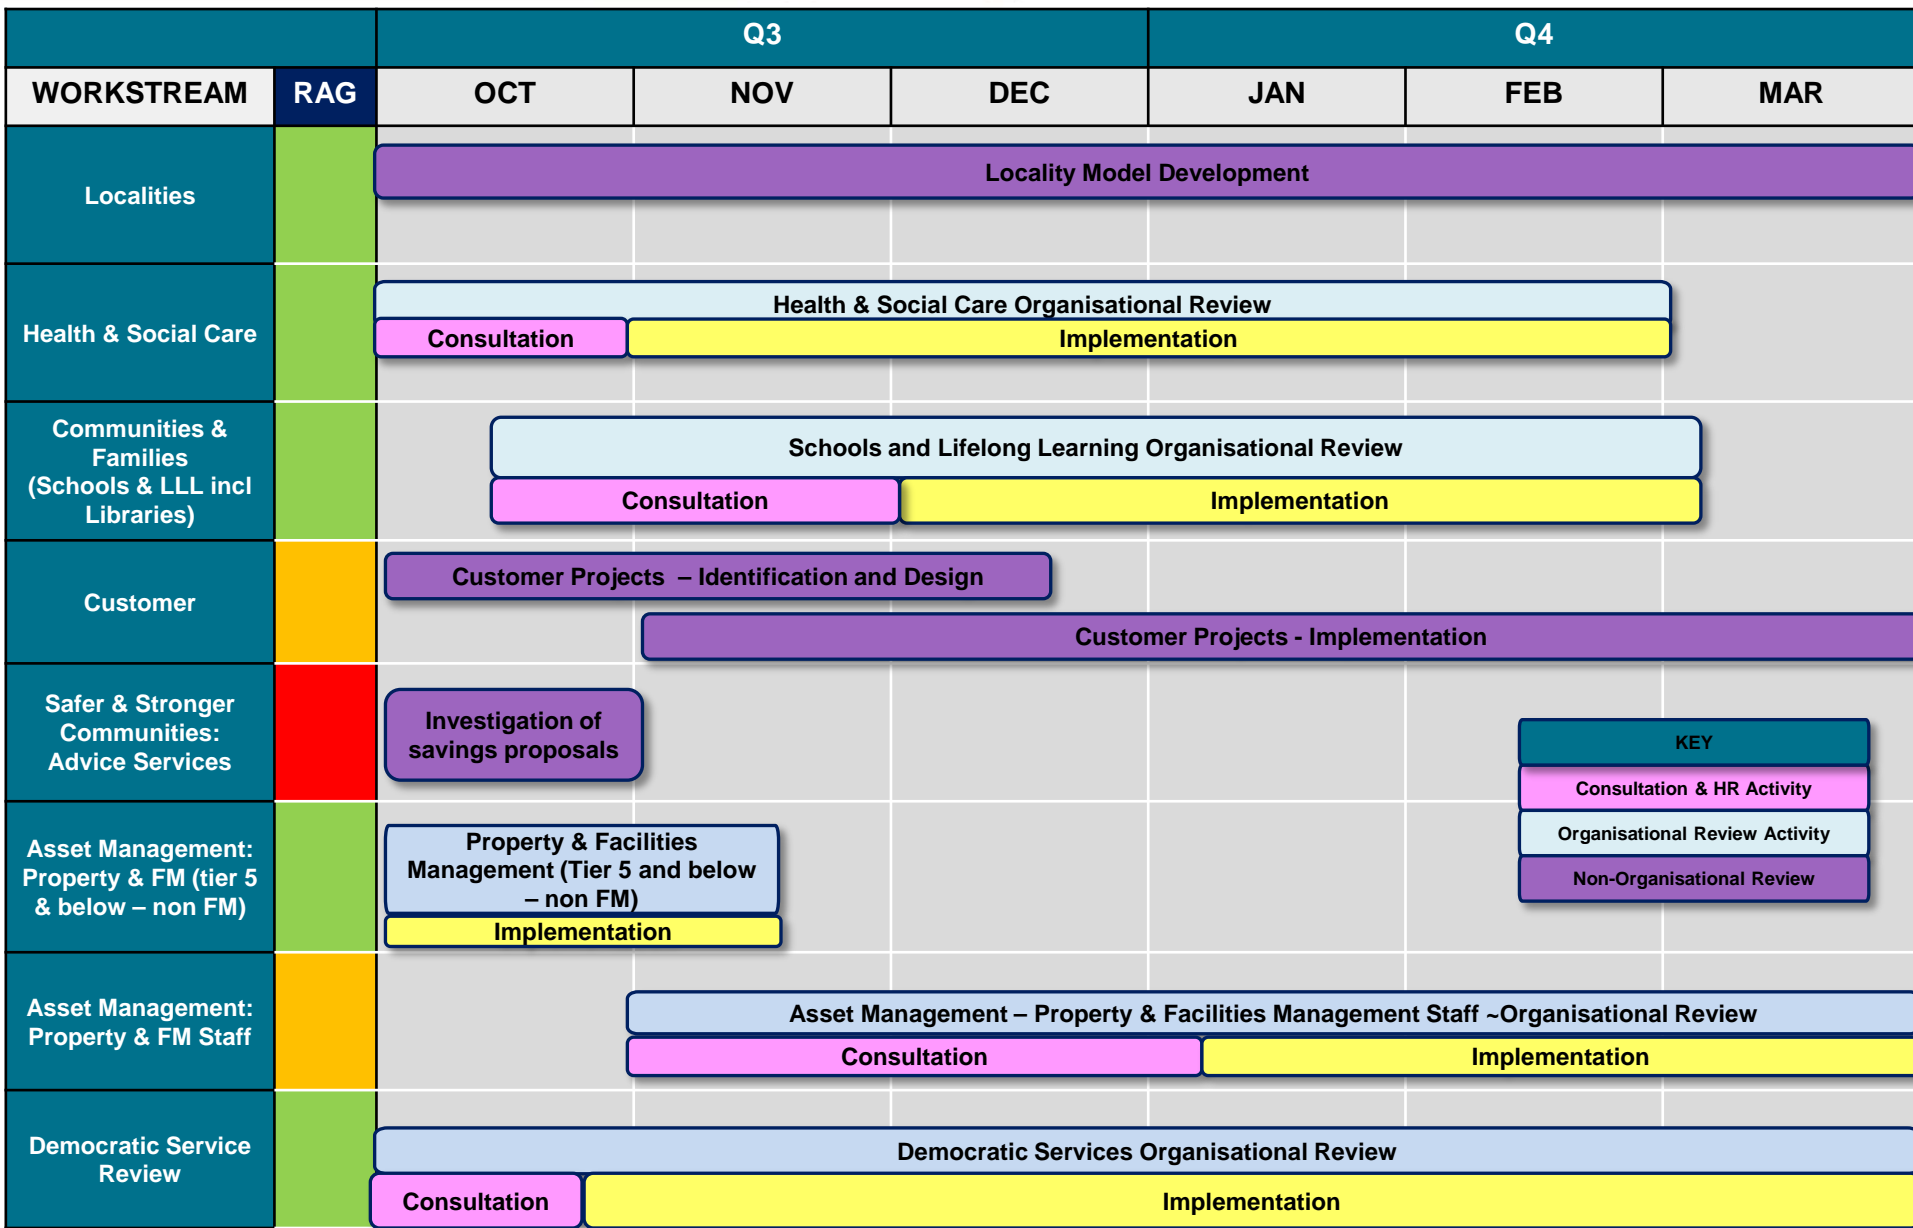 Q3
Q4
WORKSTREAM
RAG
OCT
NOV
DEC
JAN
FEB
MAR
Localities
Locality Model Development
Health & Social Care
Health & Social Care Organisational Review
Consultation
Implementation
Communities &
Families
(Schools & LLL incl
Libraries)
Schools and Lifelong Learning Organisational Review
Consultation
Implementation
Customer
Customer Projects – Identification and Design
Customer Projects - Implementation
Safer & Stronger
Communities:
Advice Services
Investigation of
savings proposals
KEY
Consultation & HR Activity
Organisational Review Activity
Non-Organisational Review
Asset Management:
Property & FM (tier 5
& below – non FM)
Property & Facilities
Management (Tier 5 and below
– non FM)
Implementation
Asset Management:
Property & FM Staff
Asset Management – Property & Facilities Management Staff ~Organisational Review
Consultation
Implementation
Democratic Service
Review
Democratic Services Organisational Review
Consultation
Implementation